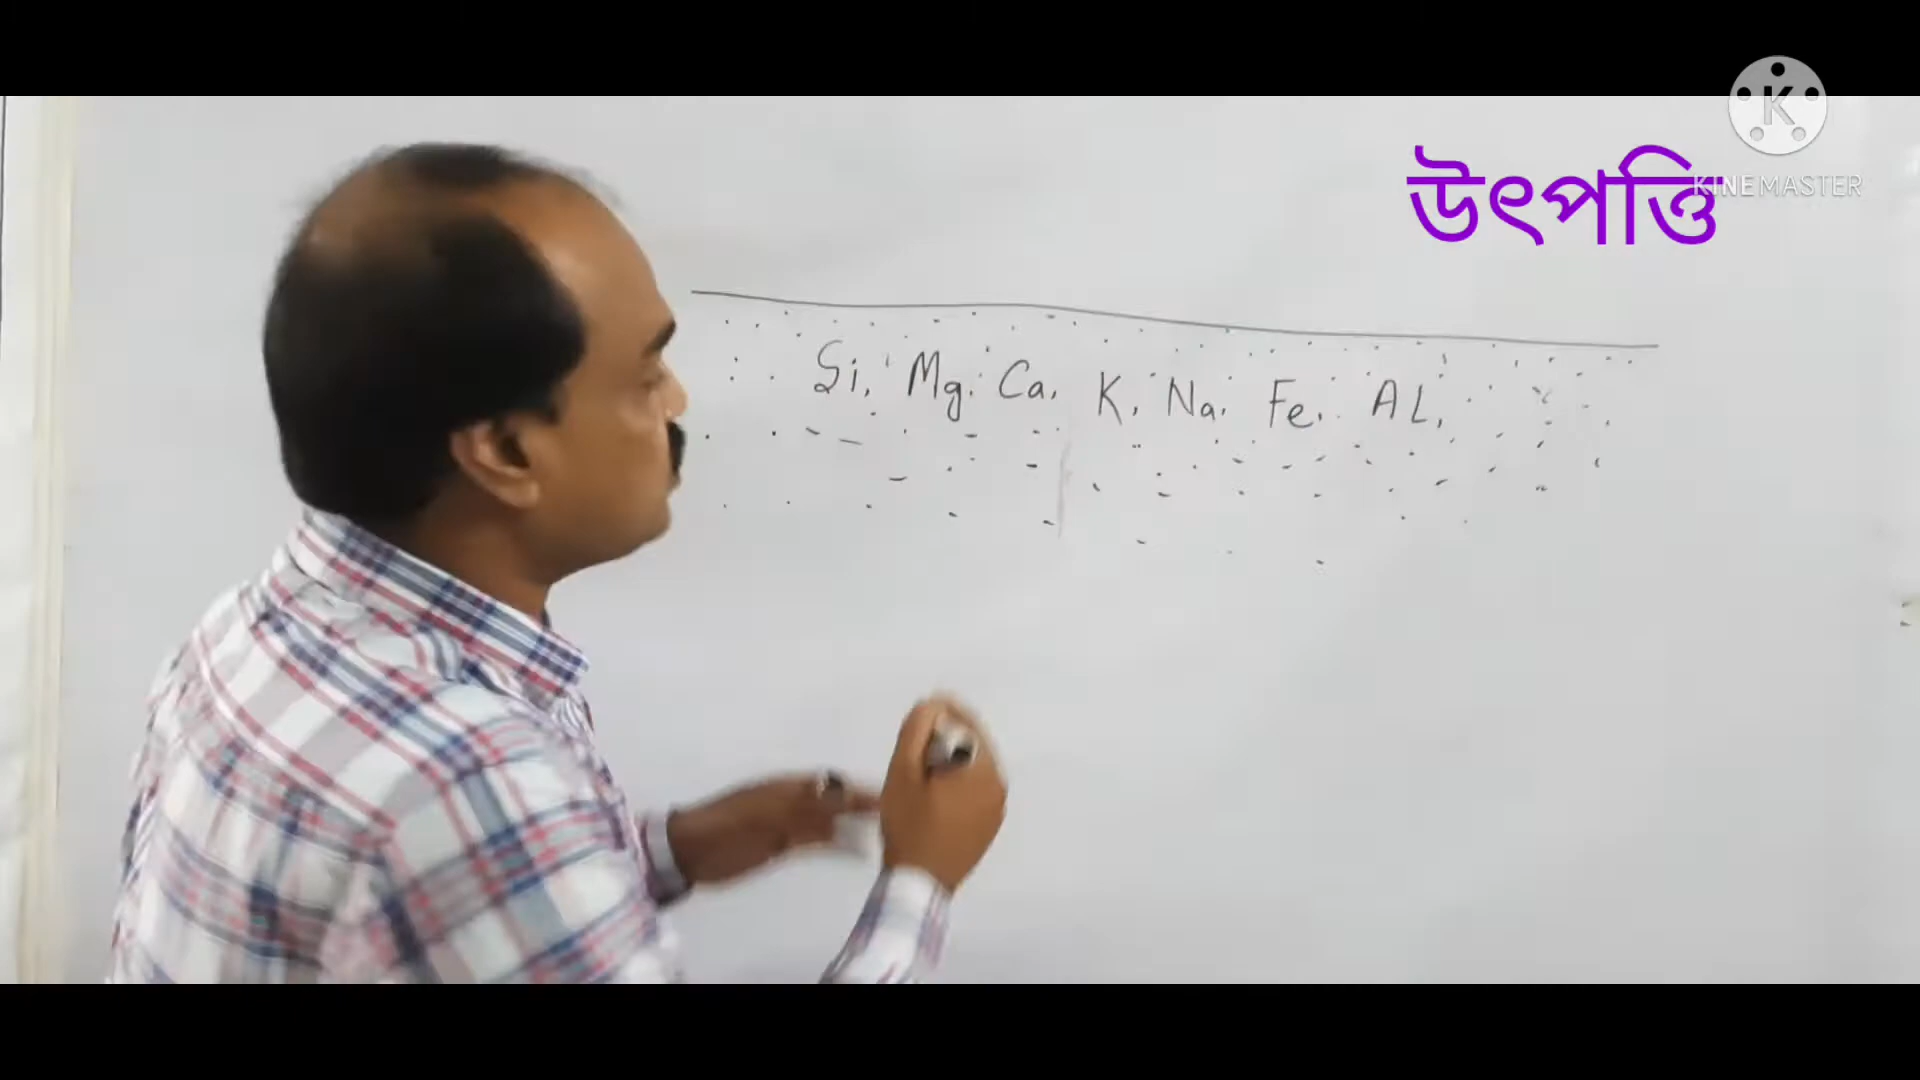 K
KINEMASTER
উৎপত্তি
Si, Mg, Ca, K, Na, Fe, AL,